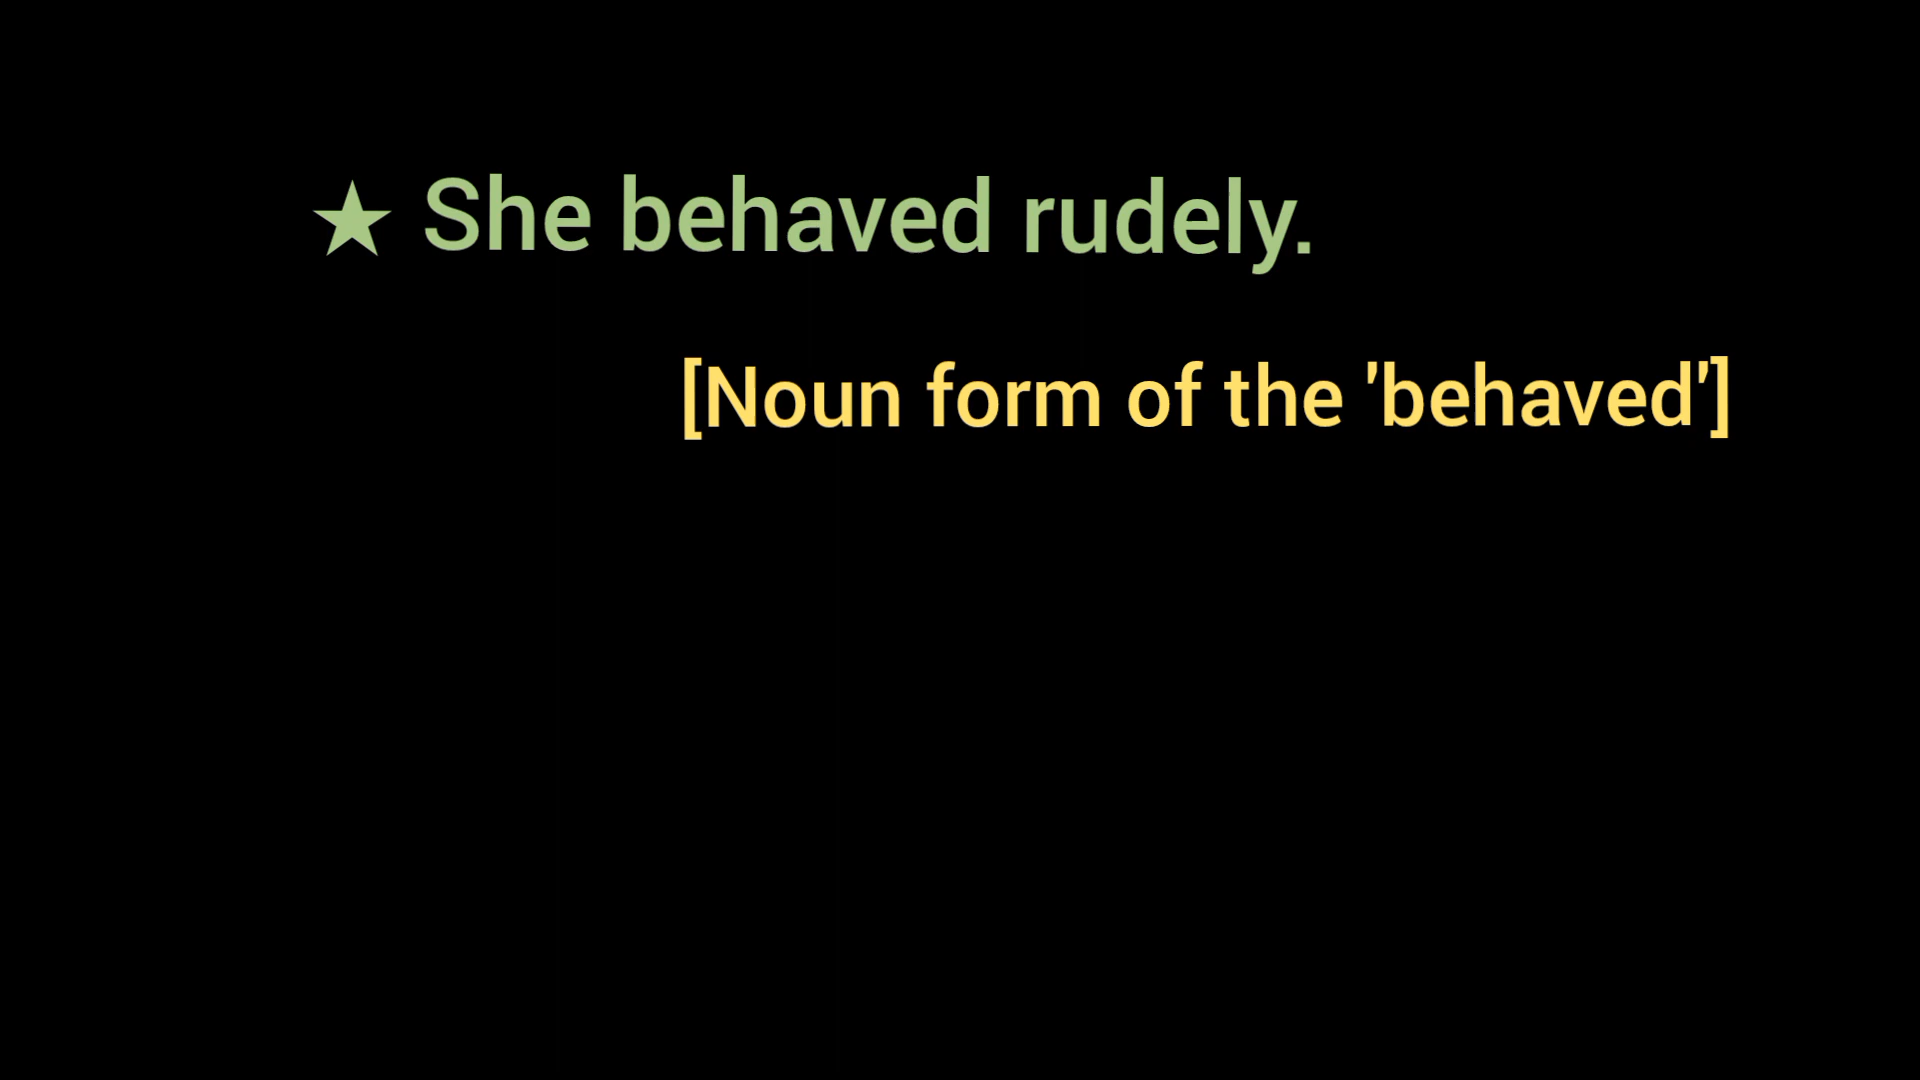 ★ She behaved rudely.
[Noun form of the 'behaved']